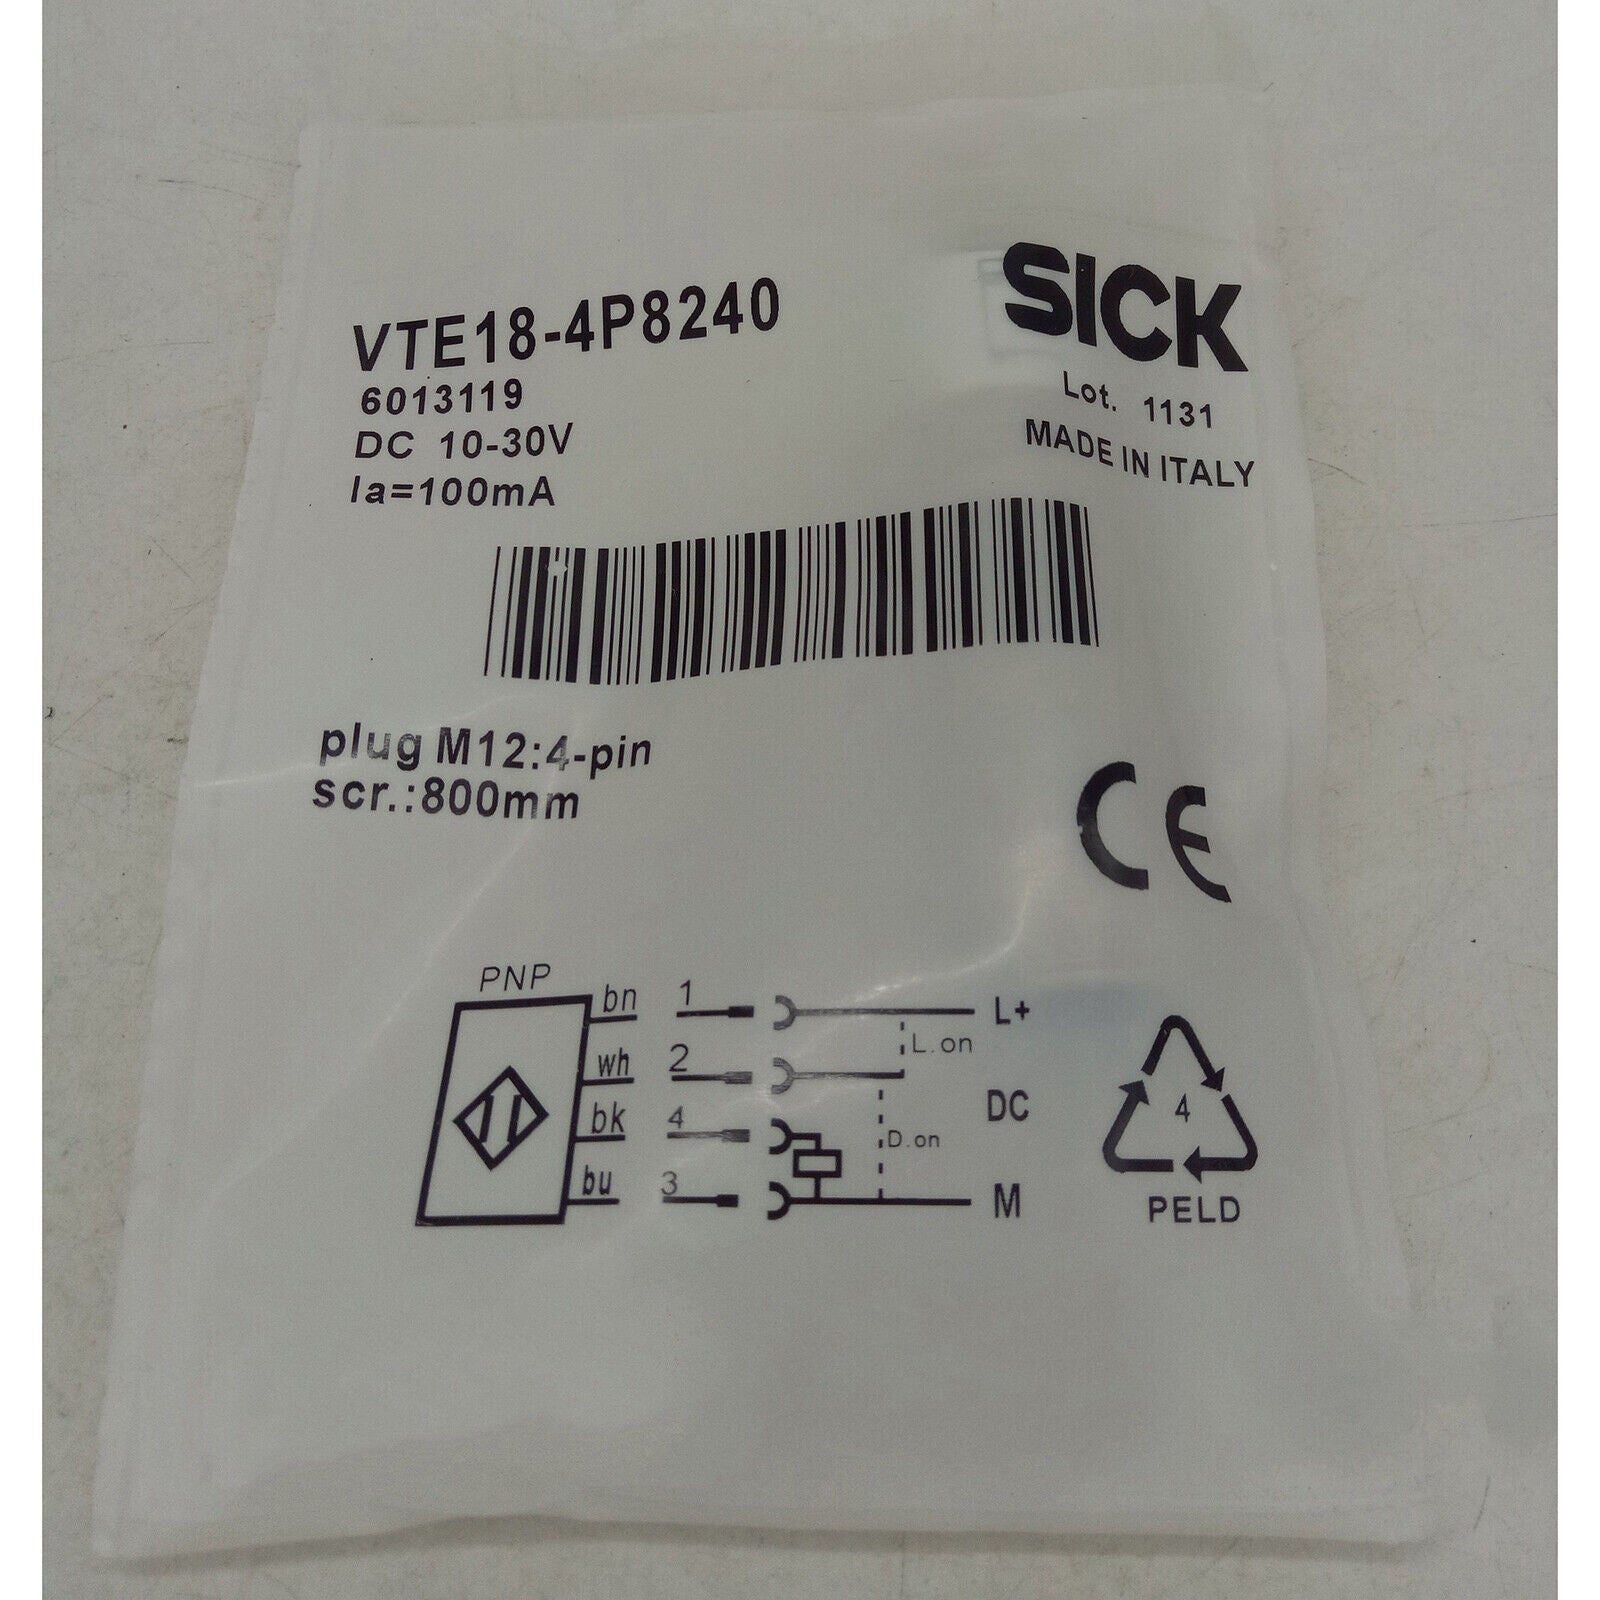 VTE18-4P8240
6013119
DC 10-30V
Ia=100mA
SICK
Lot. 1131
MADE IN ITALY
plug M12:4-pin
scr.:800mm
CE
PNP
bn 1 L+
L.on
wh 2
DC
bk 4
D.on
bu 3 M
4
PELD